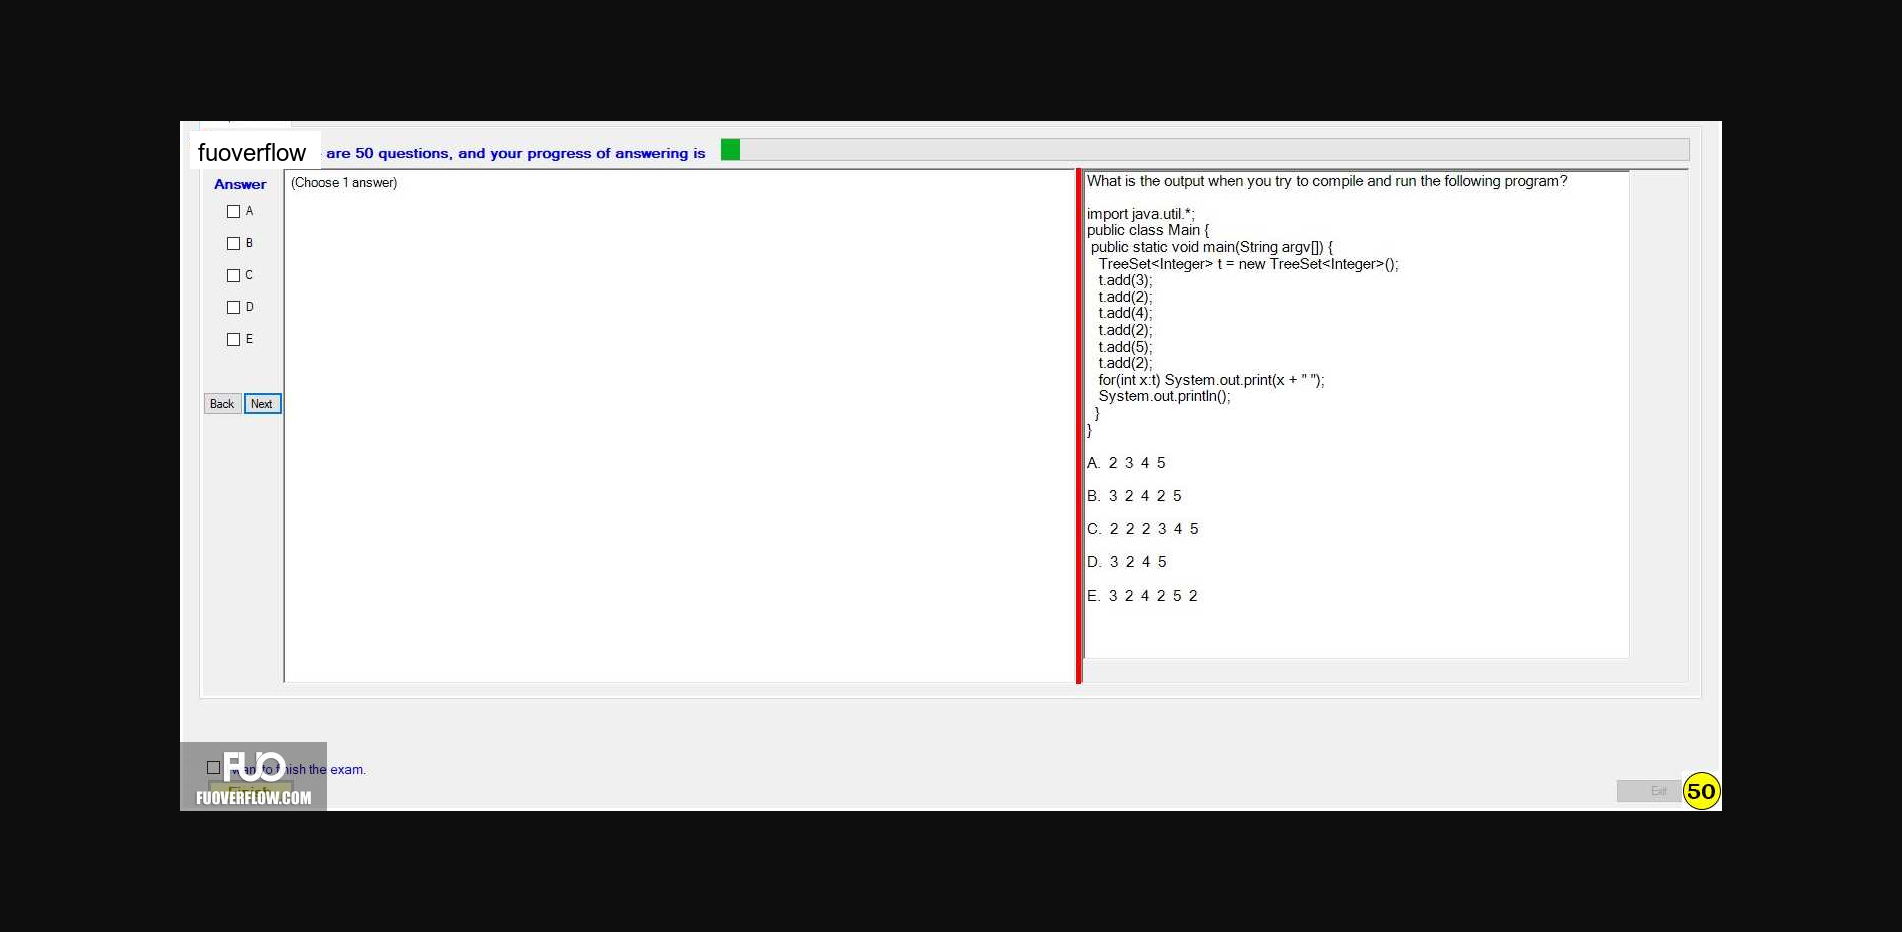 fuoverflow are 50 questions, and your progress of answering is
Answer
A
B
C
D
E
Back Next
(Choose 1 answer)
What is the output when you try to compile and run the following program?
import java.util.*;
public class Main {
public static void main(String argv[]) {
TreeSet<Integer> t = new TreeSet<Integer>();
t.add(3);
t.add(2);
t.add(4);
t.add(2);
t.add(5);
t.add(2);
for(int x:t) System.out.print(x + " ");
System.out.println();
}
}
A. 2 3 4 5
B. 3 2 4 2 5
C. 2 2 2 3 4 5
D. 3 2 4 5
E. 3 2 4 2 5 2
want to finish the exam.
Finish
FUO
FUOVERFLOW.COM
Exit
50